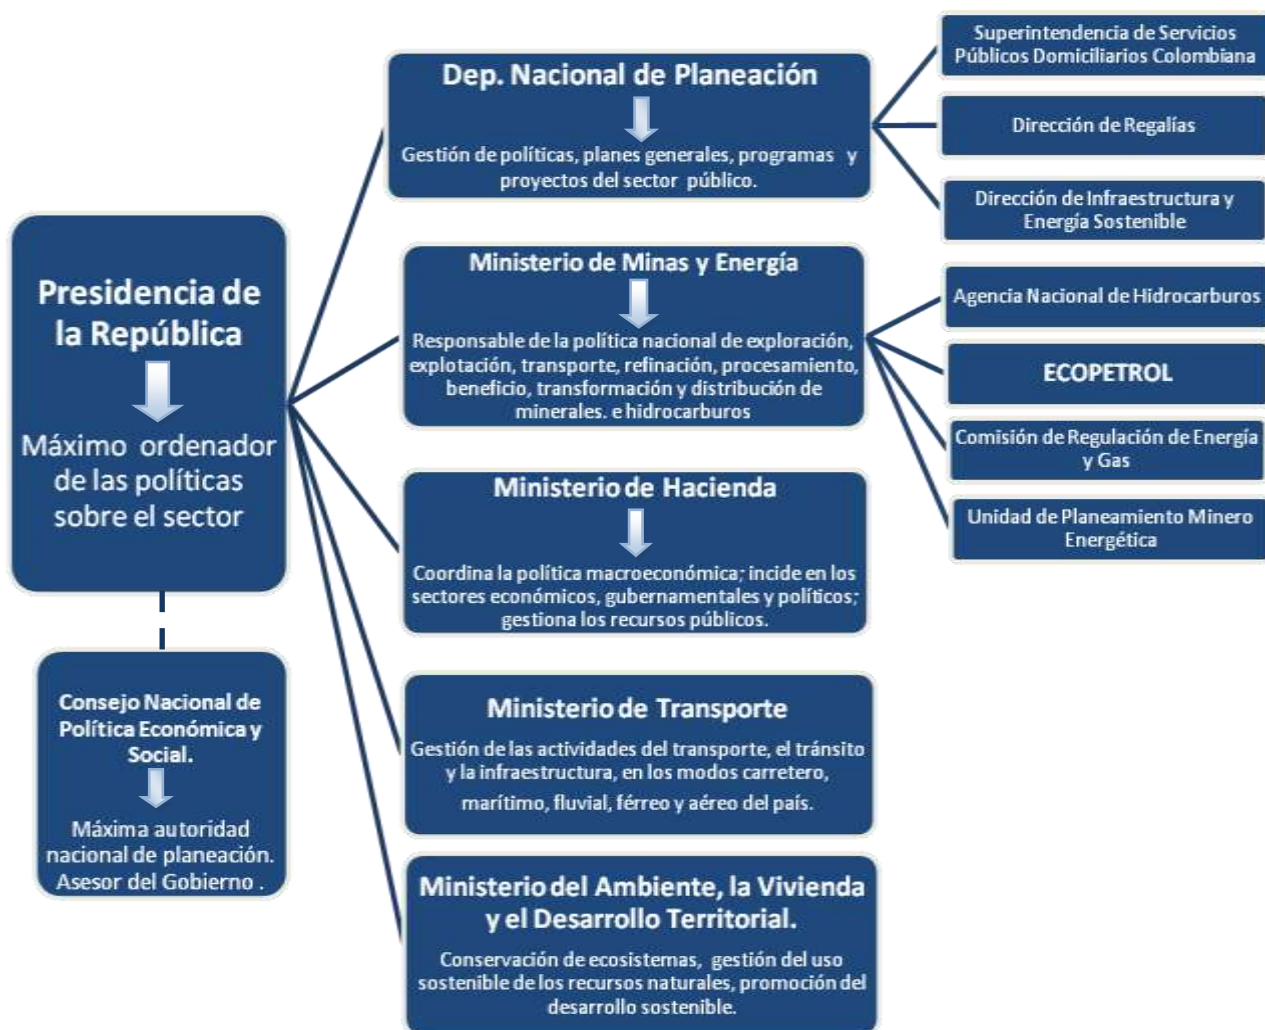 Presidencia de
la República
Máximo ordenador
de las políticas
sobre el sector
Consejo Nacional de
Política Económica y
Social.
Máxima autoridad
nacional de planeación.
Asesor del Gobierno .
Dep. Nacional de Planeación
Gestión de políticas, planes generales, programas y
proyectos del sector público.
Superintendencia de Servicios
Públicos Domiciliarios Colombiana
Dirección de Regalías
Dirección de Infraestructura y
Energía Sostenible
Ministerio de Minas y Energía
Responsable de la política nacional de exploración,
explotación, transporte, refinación, procesamiento,
beneficio, transformación y distribución de
minerales. e hidrocarburos
Agencia Nacional de Hidrocarburos
ECOPETROL
Comisión de Regulación de Energía
y Gas
Unidad de Planeamiento Minero
Energética
Ministerio de Hacienda
Coordina la política macroeconómica; incide en los
sectores económicos, gubernamentales y políticos;
gestiona los recursos públicos.
Ministerio de Transporte
Gestión de las actividades del transporte, el tránsito
y la infraestructura, en los modos carretero,
marítimo, fluvial, férreo y aéreo del país.
Ministerio del Ambiente, la Vivienda
y el Desarrollo Territorial.
Conservación de ecosistemas, gestión del uso
sostenible de los recursos naturales, promoción del
desarrollo sostenible.